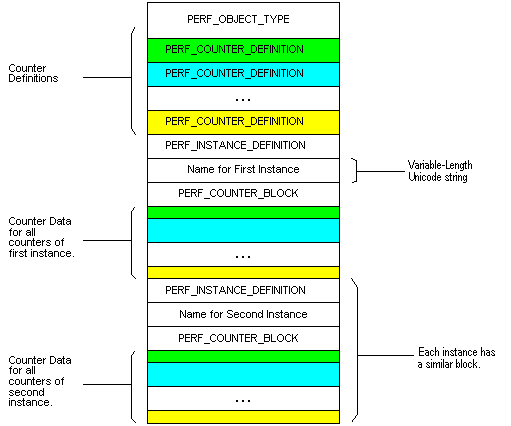 PERF_OBJECT_TYPE
PERF_COUNTER_DEFINITION
Counter
Definitions
PERF_COUNTER_DEFINITION
...
PERF_COUNTER_DEFINITION
PERF_INSTANCE_DEFINITION
Name for First Instance
Variable-Length
Unicode string
PERF_COUNTER_BLOCK
Counter Data
for all
counters of
first instance.
...
PERF_INSTANCE_DEFINITION
Name for Second Instance
PERF_COUNTER_BLOCK
Each instance has
a similar block.
Counter Data
for all
counters of
second
instance.
...